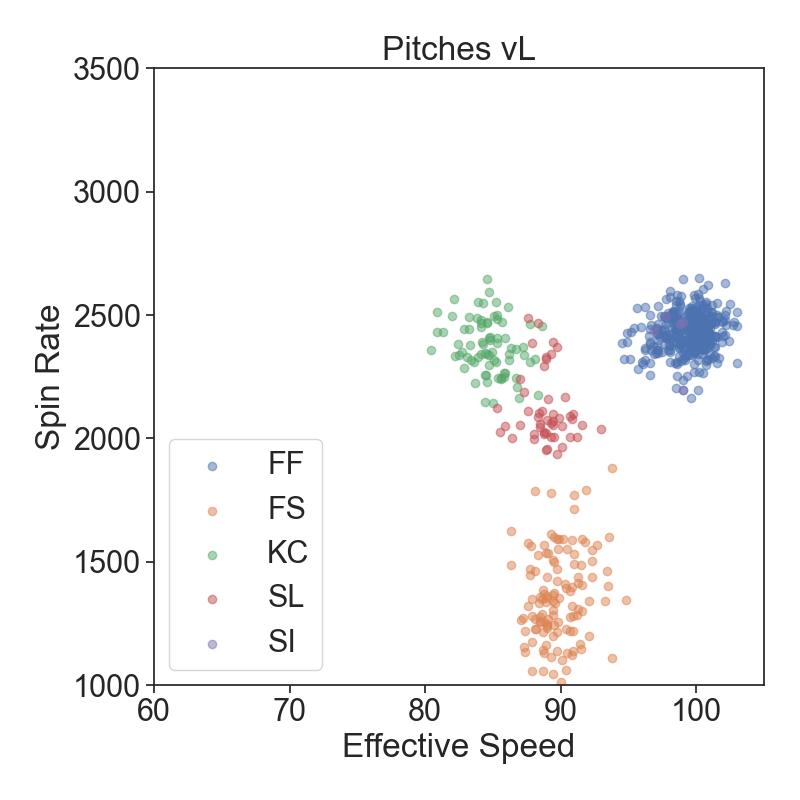 Pitches vL
3500
3000
2500
2000
1500
1000
Spin Rate
FF
FS
KC
SL
SI
60 70 80 90 100
Effective Speed